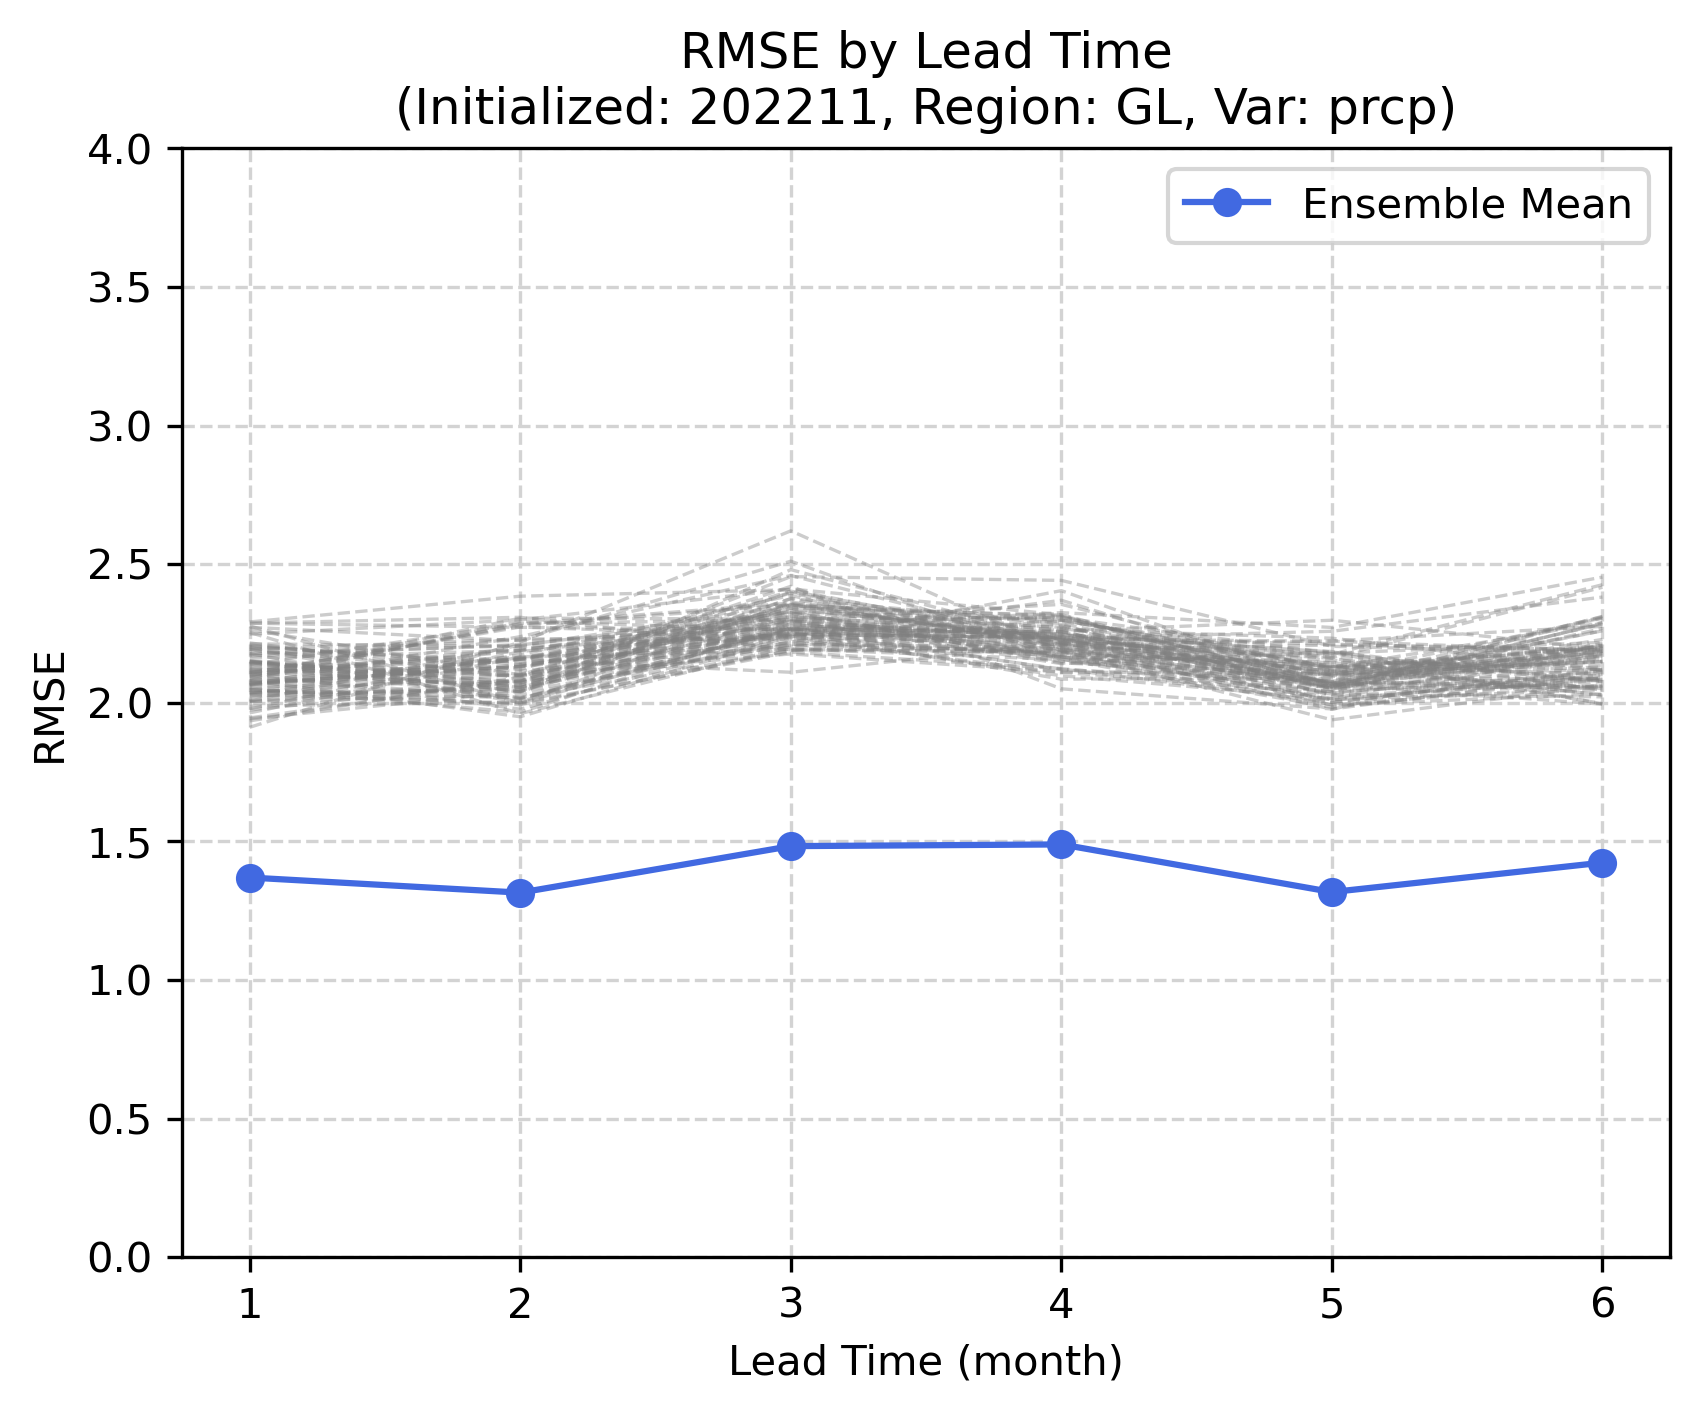 RMSE by Lead Time
(Initialized: 202211, Region: GL, Var: prcp)
Ensemble Mean
4.0
3.5
3.0
2.5
2.0
1.5
1.0
0.5
0.0
RMSE
1 2 3 4 5 6
Lead Time (month)